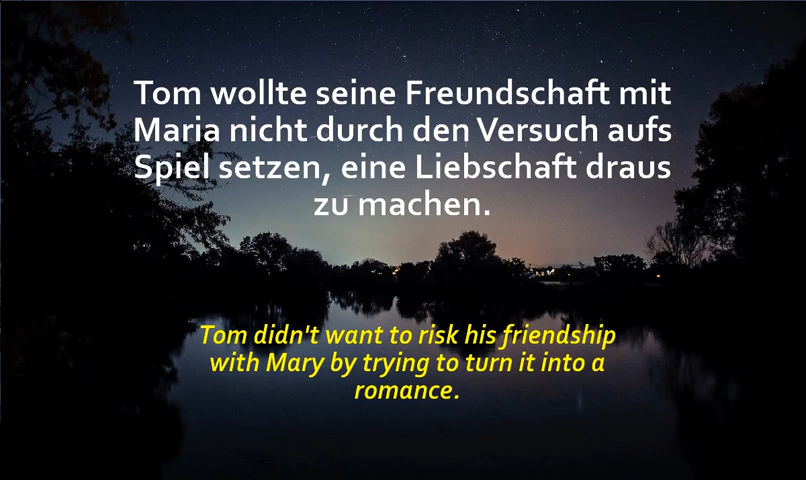 Tom wollte seine Freundschaft mit
Maria nicht durch den Versuch aufs
Spiel setzen, eine Liebschaft draus
zu machen.
Tom didn't want to risk his friendship
with Mary by trying to turn it into a
romance.